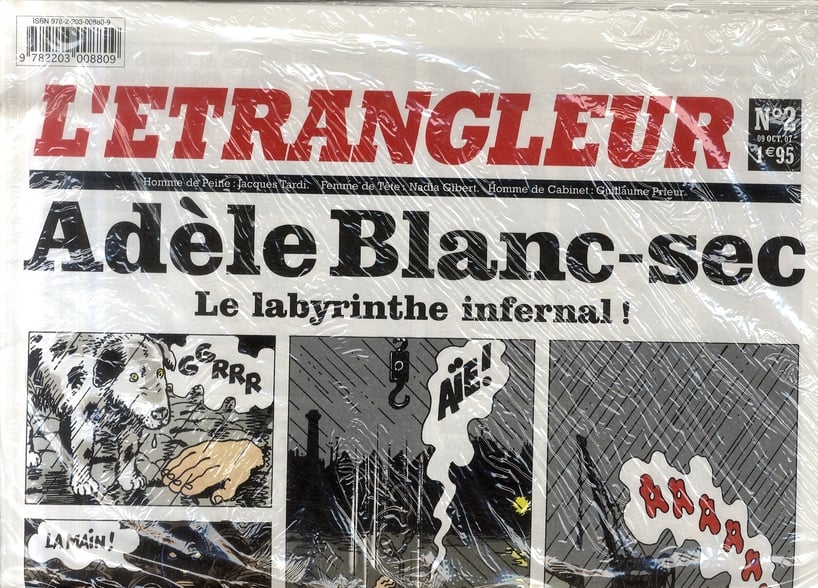 ISBN 978-2-203-00880-9
9 782203 008809
L'ETRANGLEUR
N°2
09 OCT. 07
1€95
Homme de Peine : Jacques Tardi. Femme de Tête : Nadia Gibert. Homme de Cabinet : Guillaume Prieur.
Adèle Blanc-sec
Le labyrinthe infernal !
GGRRR
AÏE!
AAAAA
LA MAIN !